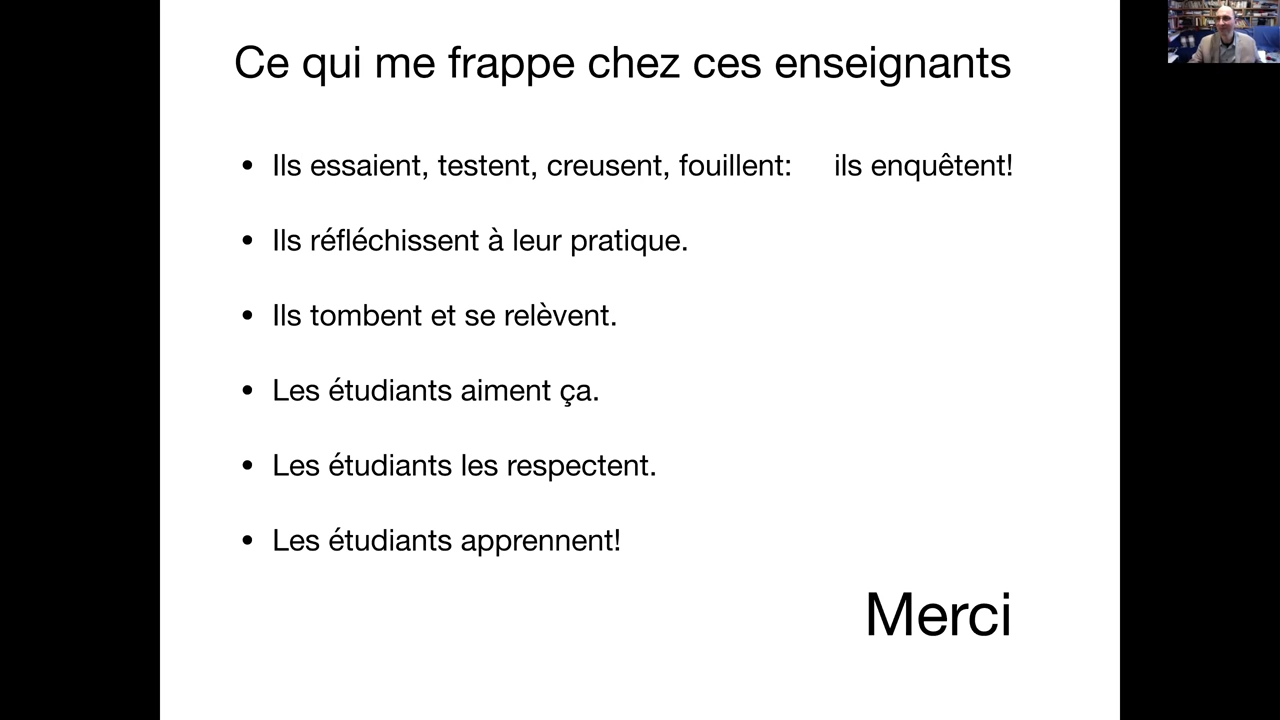 Ce qui me frappe chez ces enseignants
• Ils essaient, testent, creusent, fouillent: ils enquêtent!
• Ils réfléchissent à leur pratique.
• Ils tombent et se relèvent.
• Les étudiants aiment ça.
• Les étudiants les respectent.
• Les étudiants apprennent!
Merci